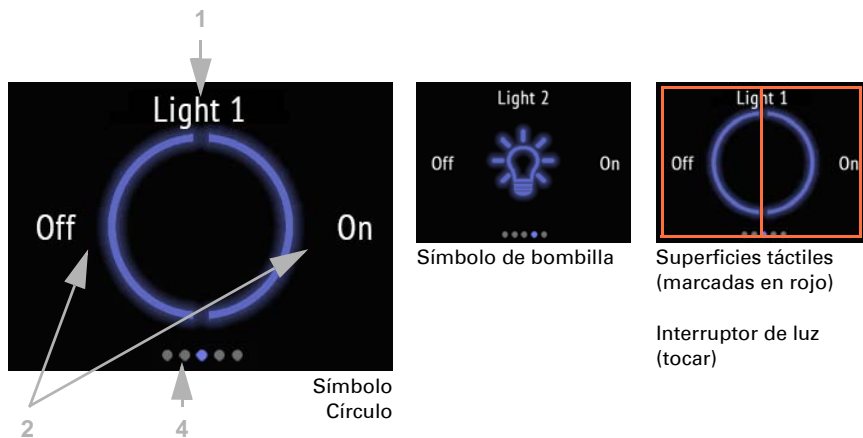 1
Light 1
Off
On
Símbolo
Círculo
2
4
Light 2
Off
On
Símbolo de bombilla
Light 1
Off
On
Superficies táctiles
(marcadas en rojo)
Interruptor de luz
(tocar)